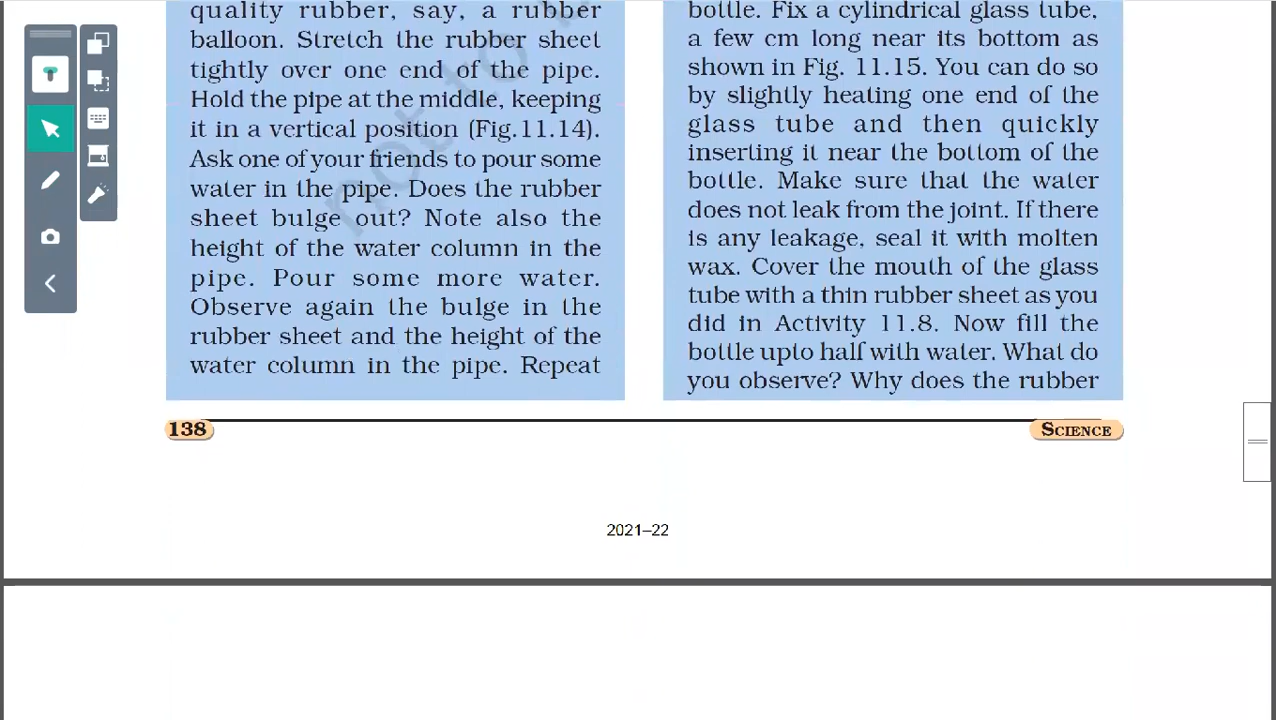 quality rubber, say, a rubber
balloon. Stretch the rubber sheet
tightly over one end of the pipe.
Hold the pipe at the middle, keeping
it in a vertical position (Fig.11.14).
Ask one of your friends to pour some
water in the pipe. Does the rubber
sheet bulge out? Note also the
height of the water column in the
pipe. Pour some more water.
Observe again the bulge in the
rubber sheet and the height of the
water column in the pipe. Repeat
bottle. Fix a cylindrical glass tube,
a few cm long near its bottom as
shown in Fig. 11.15. You can do so
by slightly heating one end of the
glass tube and then quickly
inserting it near the bottom of the
bottle. Make sure that the water
does not leak from the joint. If there
is any leakage, seal it with molten
wax. Cover the mouth of the glass
tube with a thin rubber sheet as you
did in Activity 11.8. Now fill the
bottle upto half with water. What do
you observe? Why does the rubber
not to
138
SCIENCE
2021–22